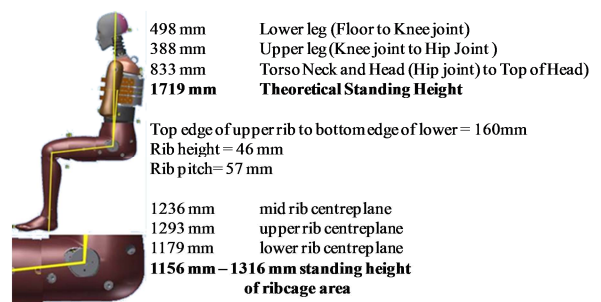 498 mm Lower leg (Floor to Knee joint)
388 mm Upper leg (Knee joint to Hip Joint )
833 mm Torso Neck and Head (Hip joint) to Top of Head)
1719 mm Theoretical Standing Height
Top edge of upper rib to bottom edge of lower = 160mm
Rib height = 46 mm
Rib pitch= 57 mm
1236 mm mid rib centreplane
1293 mm upper rib centreplane
1179 mm lower rib centreplane
1156 mm – 1316 mm standing height
of ribcage area